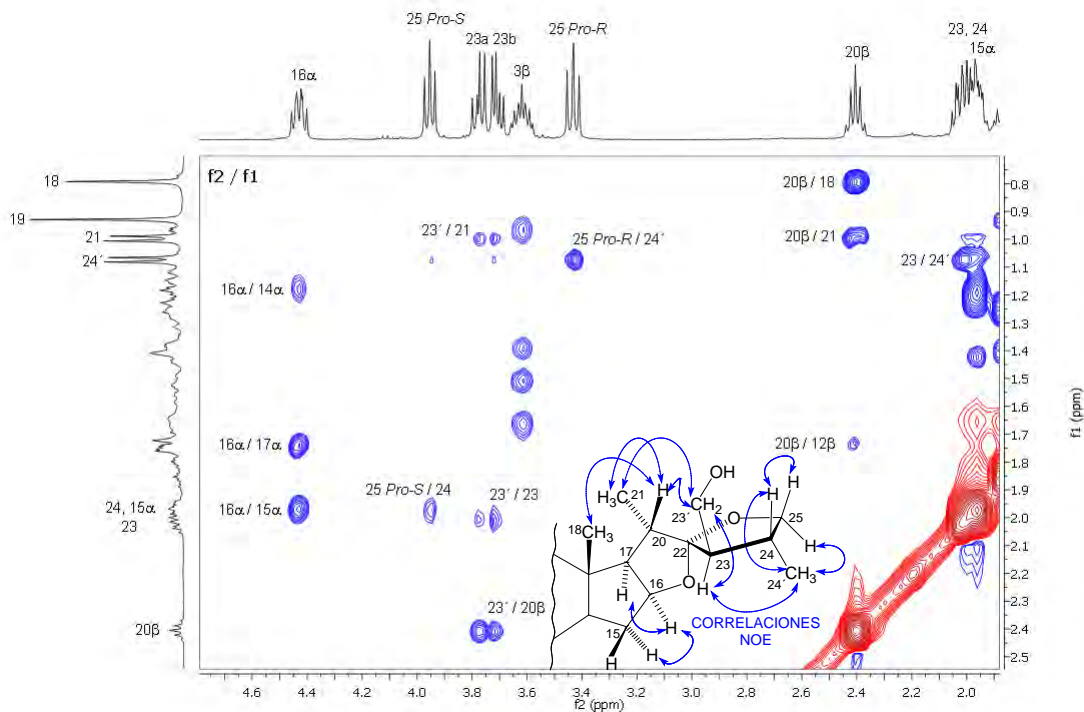 25 Pro-S
23a 23b
25 Pro-R
23, 24
15α
16α
3β
20β
4.6 4.4 4.2 4.0 3.8 3.6 3.4 3.2 3.0 2.8 2.6 2.4 2.2 2.0
f2 (ppm)
f2 / f1
18
19
21
24´
24, 15α
23
20β
0.8
0.9
1.0
1.1
1.2
1.3
1.4
1.5
1.6
1.7
1.8
1.9
2.0
2.1
2.2
2.3
2.4
2.5
f1 (ppm)
20β / 18
23´ / 21
20β / 21
25 Pro-R / 24´
23 / 24´
16α / 14α
16α / 17α
20β / 12β
16α / 15α
25 Pro-S / 24
23´ / 23
23´ / 20β
OH
H₃C
21
H
23´
CH₂
H
H
O
25
18
CH₃
20
22
24
H
17
23
24´
CH₃
H
O
H
16
H
15
H
H
CORRELACIONES
NOE